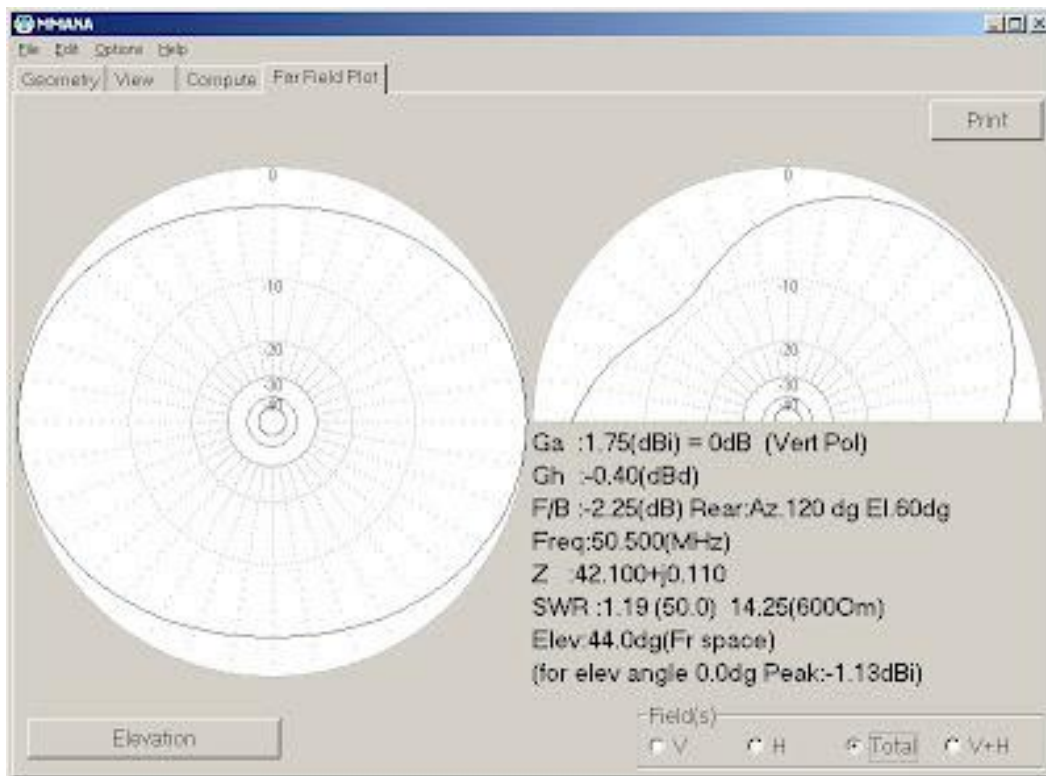 MMANA
File Edit Options Help
Geometry View Compute Far Field Plot
Print
0
-10
-20
-30
0
-10
-20
-30
Ga :1.75(dBi) = 0dB (Vert Pol)
Gh :-0.40(dBd)
F/B :-2.25(dB) Rear:Az.120 dg El.60dg
Freq:50.500(MHz)
Z :42.100+j0.110
SWR :1.19 (50.0) 14.25(600Om)
Elev:44.0dg(Fr space)
(for elev angle 0.0dg Peak:-1.13dBi)
Elevation
Field(s)
V H Total V+H